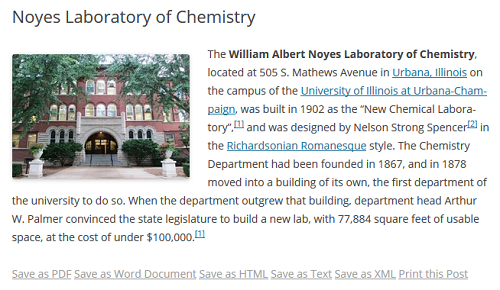 Noyes Laboratory of Chemistry
The William Albert Noyes Laboratory of Chemistry,
located at 505 S. Mathews Avenue in Urbana, Illinois on
the campus of the University of Illinois at Urbana-Cham-
paign, was built in 1902 as the “New Chemical Labora-
tory”,[1] and was designed by Nelson Strong Spencer[2] in
the Richardsonian Romanesque style. The Chemistry
Department had been founded in 1867, and in 1878
moved into a building of its own, the first department of
the university to do so. When the department outgrew that building, department head Arthur
W. Palmer convinced the state legislature to build a new lab, with 77,884 square feet of usable
space, at the cost of under $100,000.[1]
Save as PDF Save as Word Document Save as HTML Save as Text Save as XML Print this Post